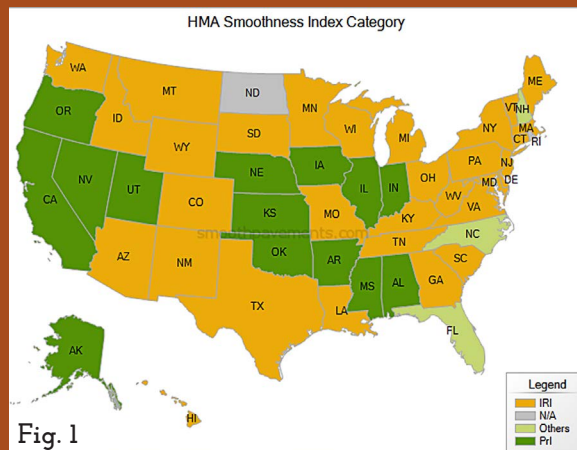 HMA Smoothness Index Category
WA
MT
ND
MN
ME
OR
ID
SD
WI
MI
VT
NH
NY
MA
CT
RI
WY
NE
IA
IL
IN
OH
PA
NJ
NV
UT
CO
KS
MO
KY
WV
VA
MD
DE
CA
smoothpavements.com
AZ
NM
OK
AR
TN
NC
SC
TX
LA
MS
AL
GA
FL
AK
HI
Legend
IRI
N/A
Others
PrI
Fig. 1